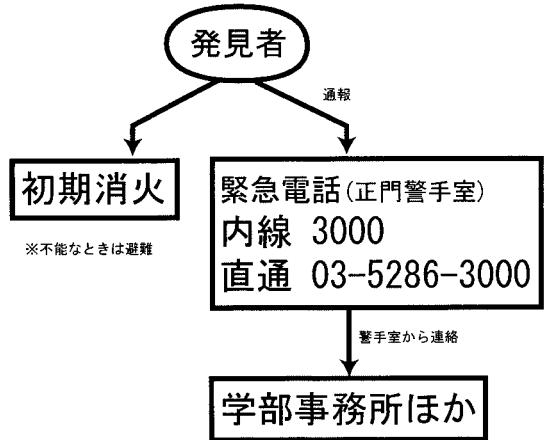 発見者
通報
初期消火
※不能なときは避難
緊急電話(正門警手室)
内線 3000
直通 03-5286-3000
警手室から連絡
学部事務所ほか